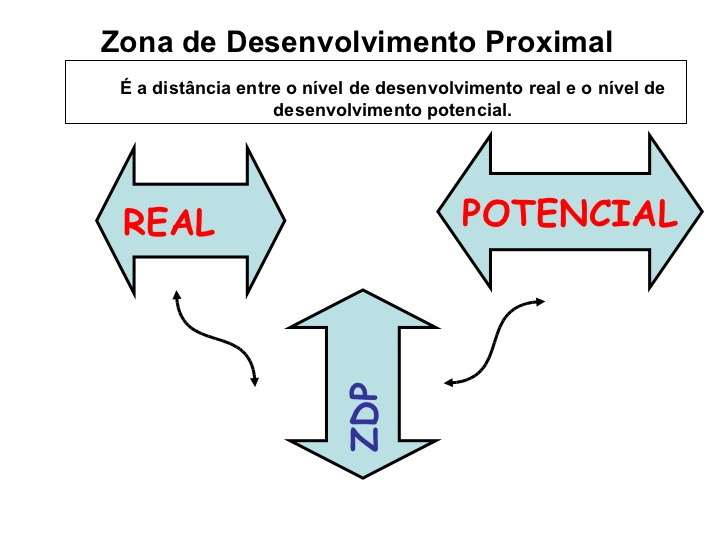 Zona de Desenvolvimento Proximal
É a distância entre o nível de desenvolvimento real e o nível de
desenvolvimento potencial.
REAL
POTENCIAL
ZDP